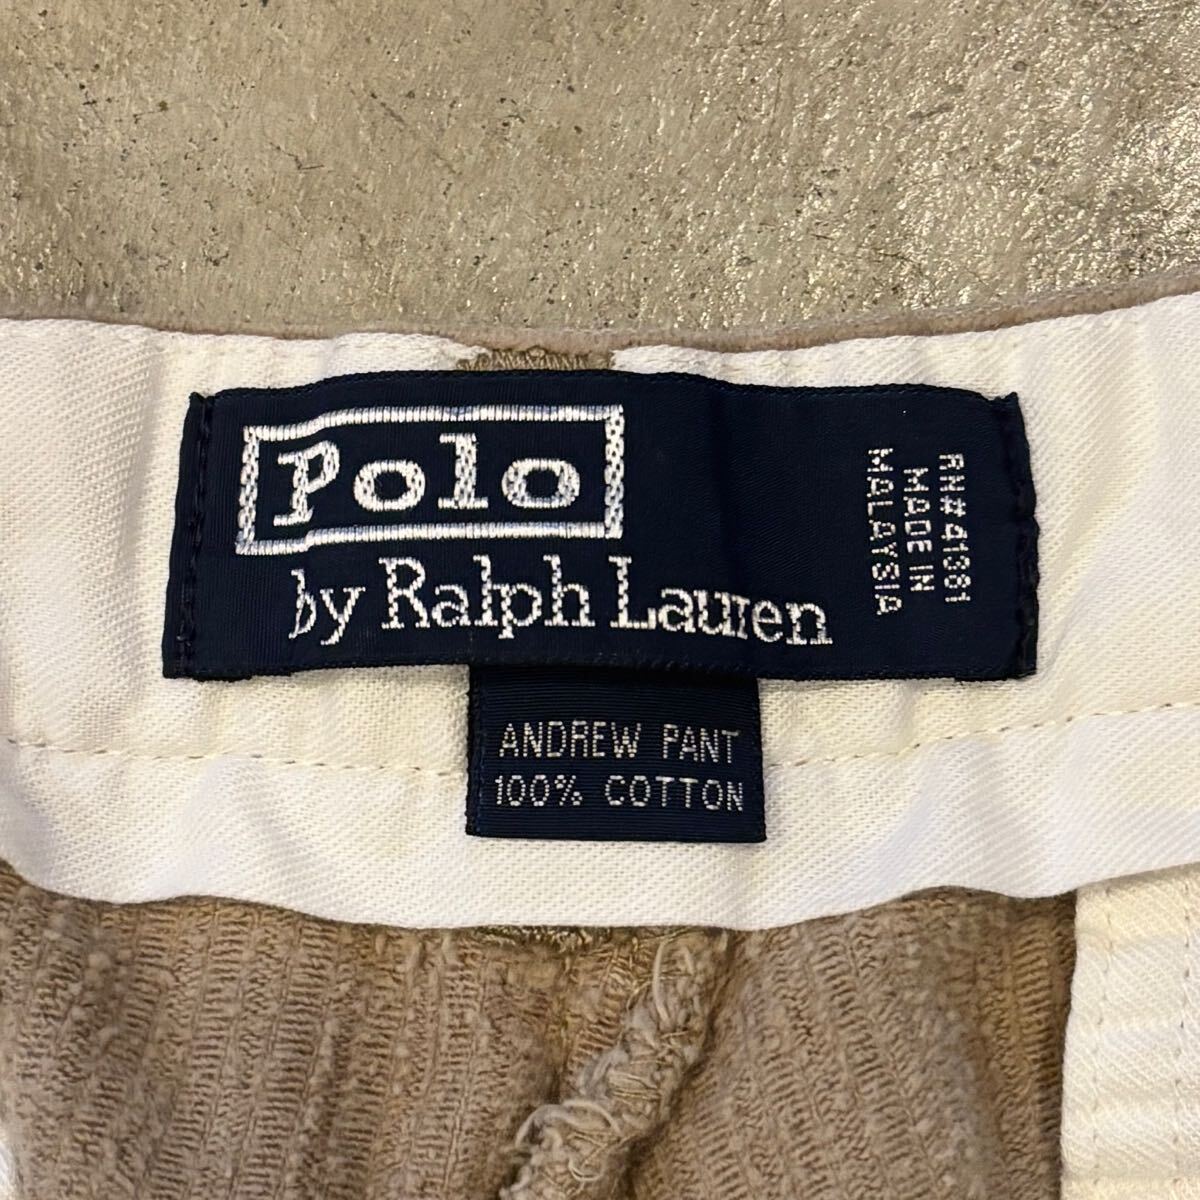 Polo
by Ralph Lauren
RN#41381
MADE IN
MALAYSIA
ANDREW PANT
100% COTTON